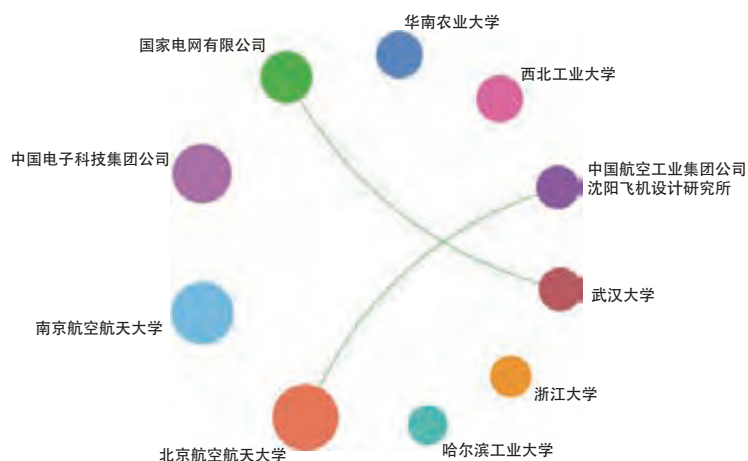 华南农业大学
国家电网有限公司
西北工业大学
中国电子科技集团公司
中国航空工业集团公司
沈阳飞机设计研究所
武汉大学
南京航空航天大学
浙江大学
哈尔滨工业大学
北京航空航天大学